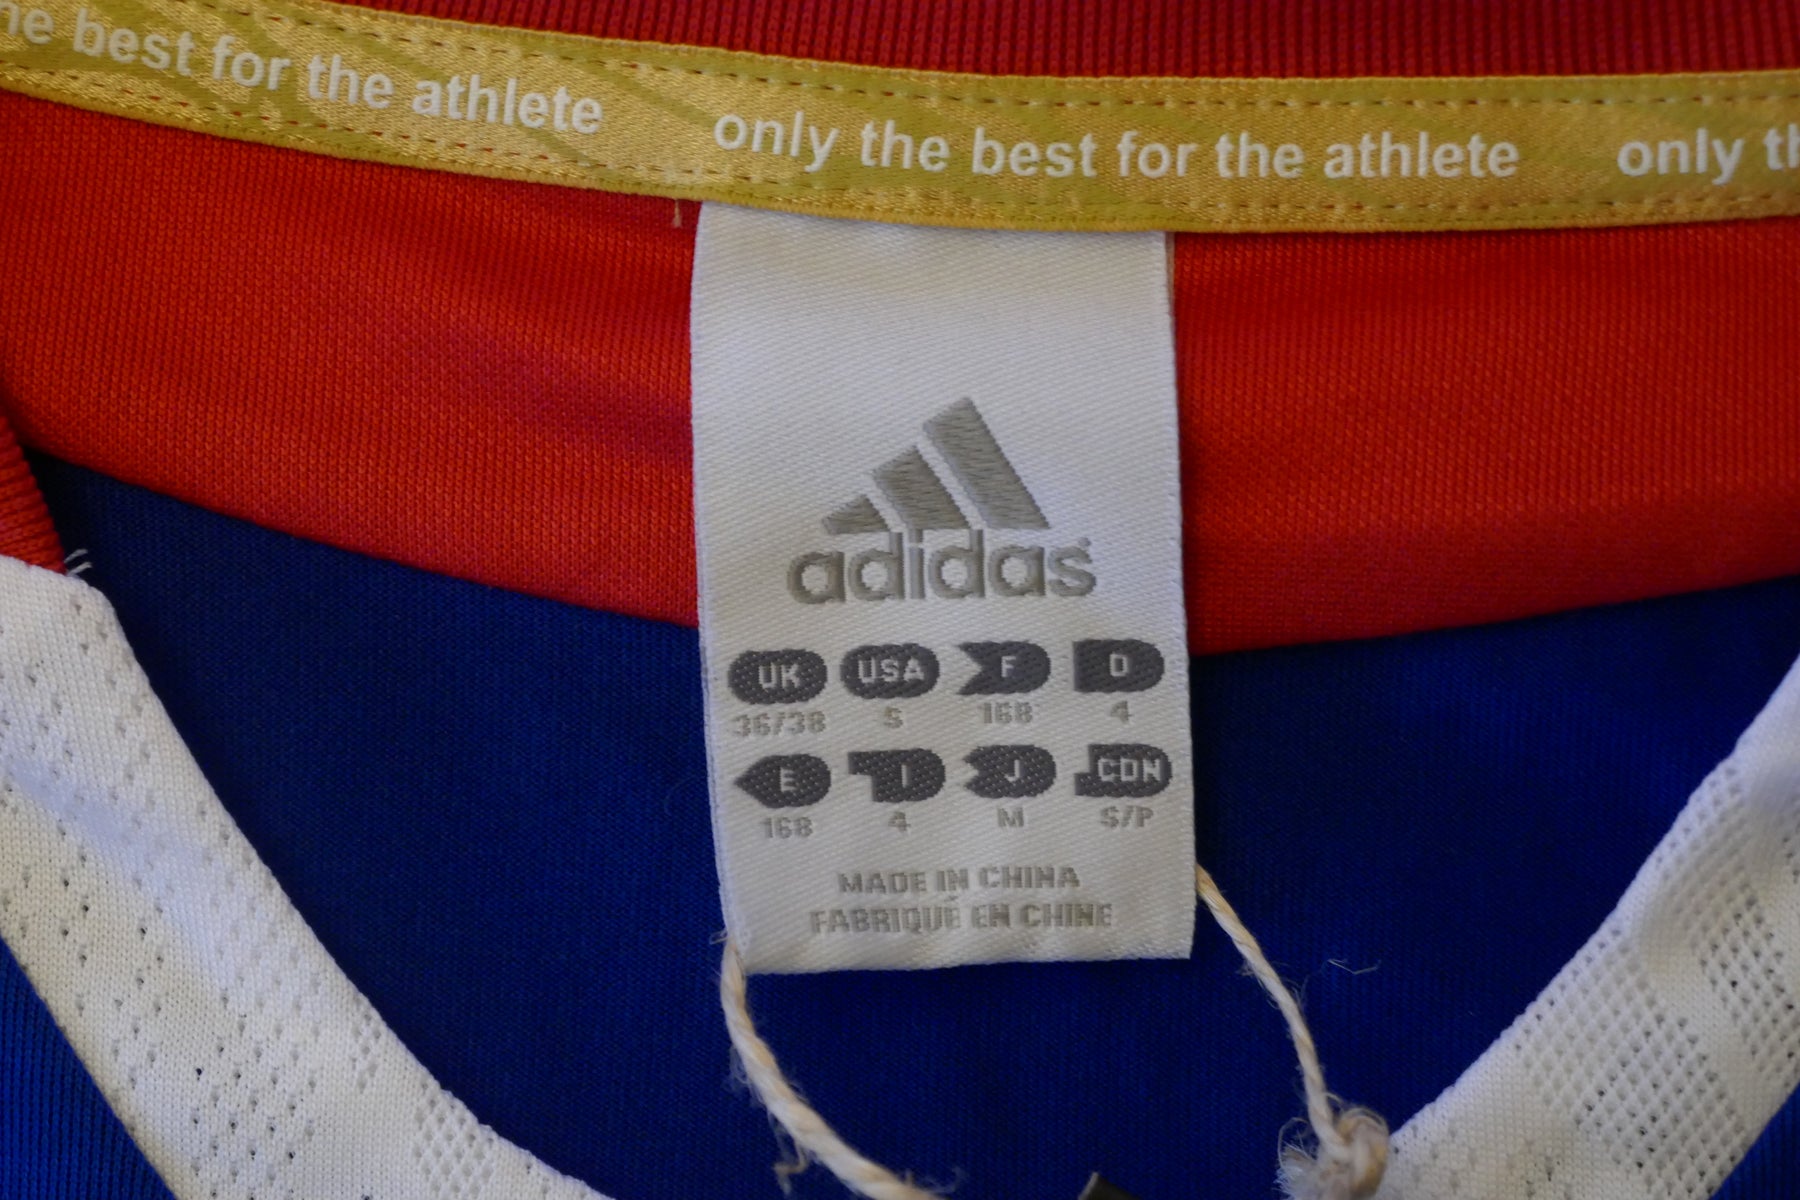 he best for the athlete only the best for the athlete only th
adidas
UK USA F D
36/38 S 168 4
E I J CDN
168 4 M S/P
MADE IN CHINA
FABRIQUÉ EN CHINE